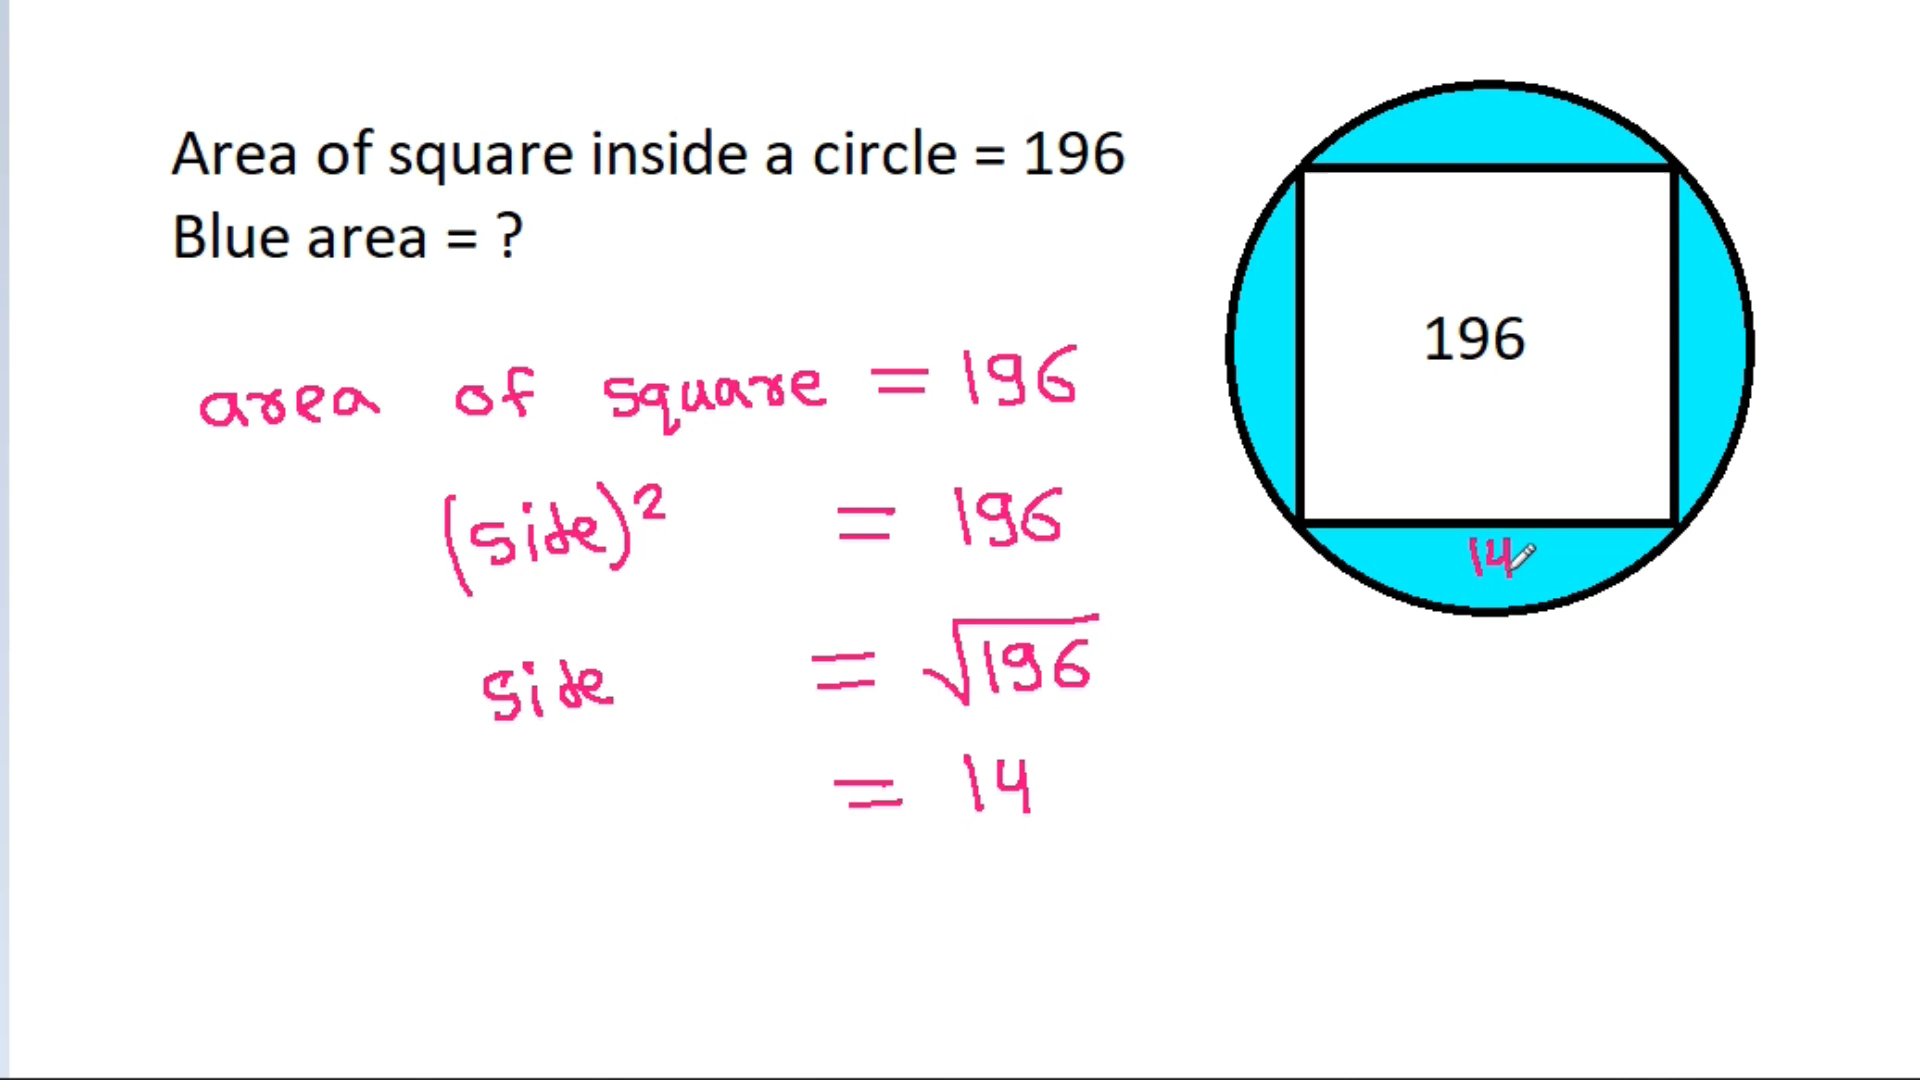 Area of square inside a circle = 196
Blue area = ?
area of square = 196
(side)² = 196
side = √196
= 14
196
14